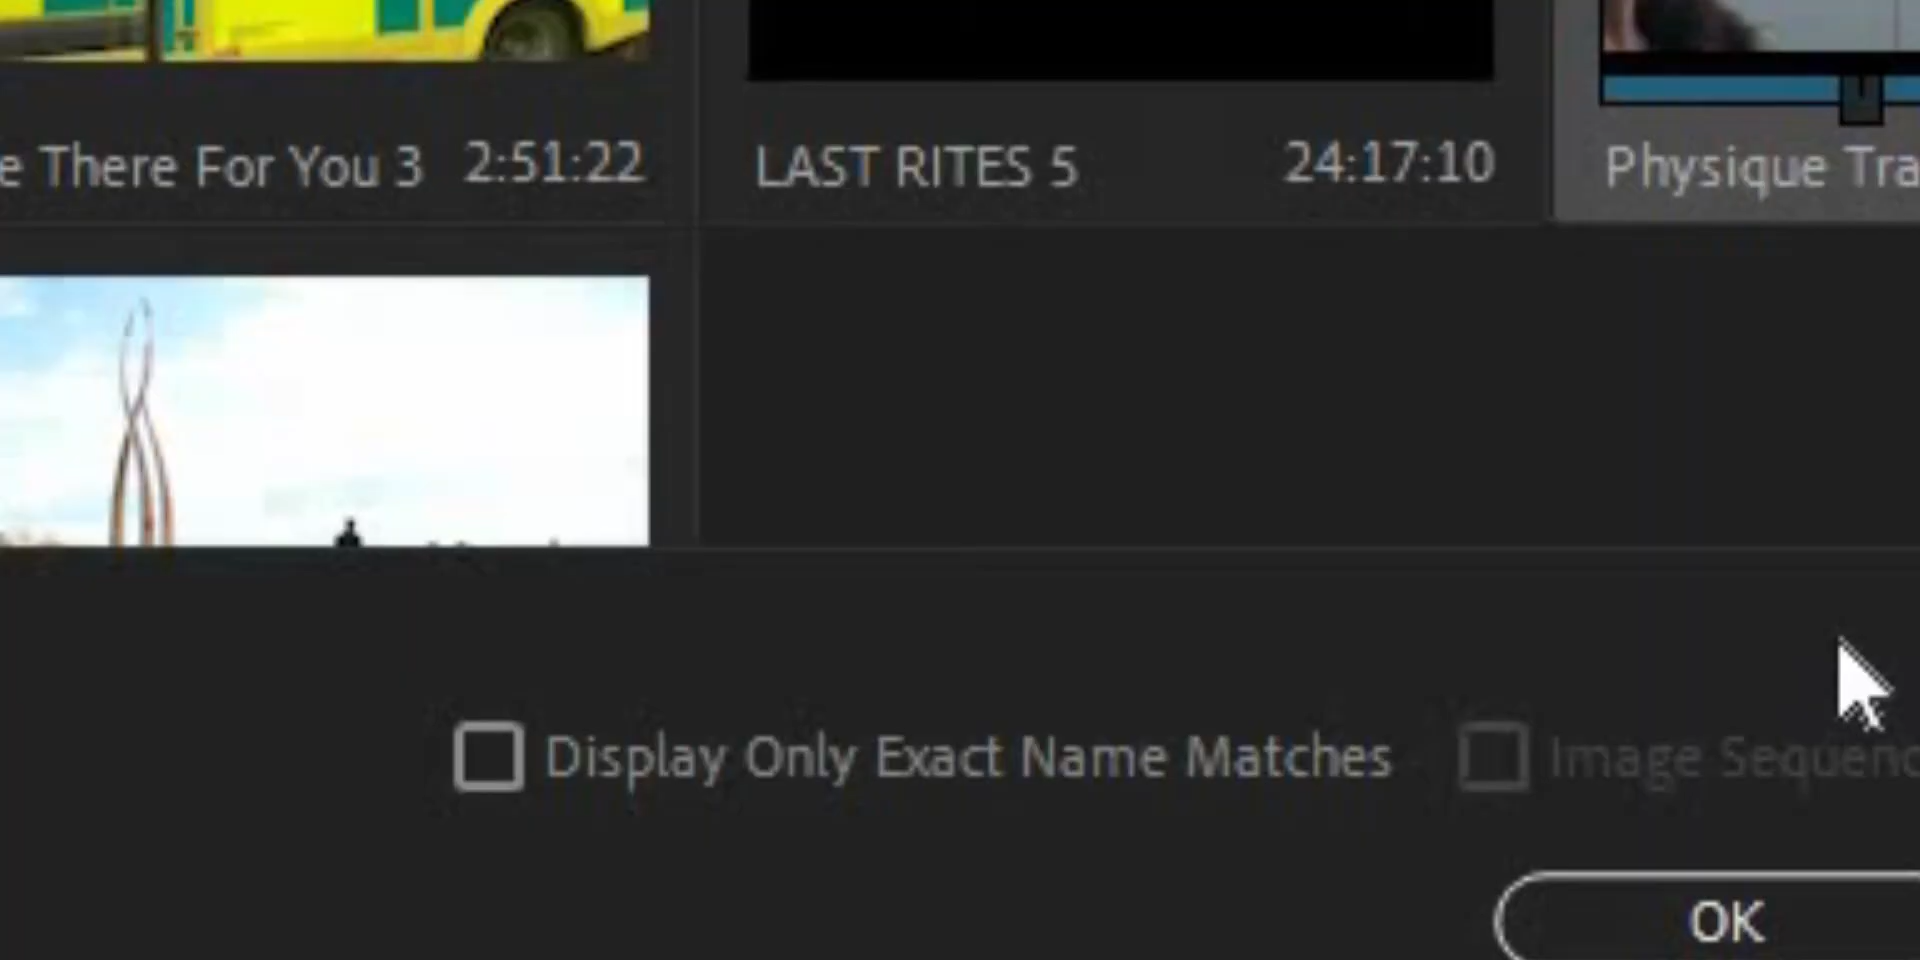 e There For You 3 2:51:22 LAST RITES 5 24:17:10 Physique Tra
Display Only Exact Name Matches Image Sequenc
OK